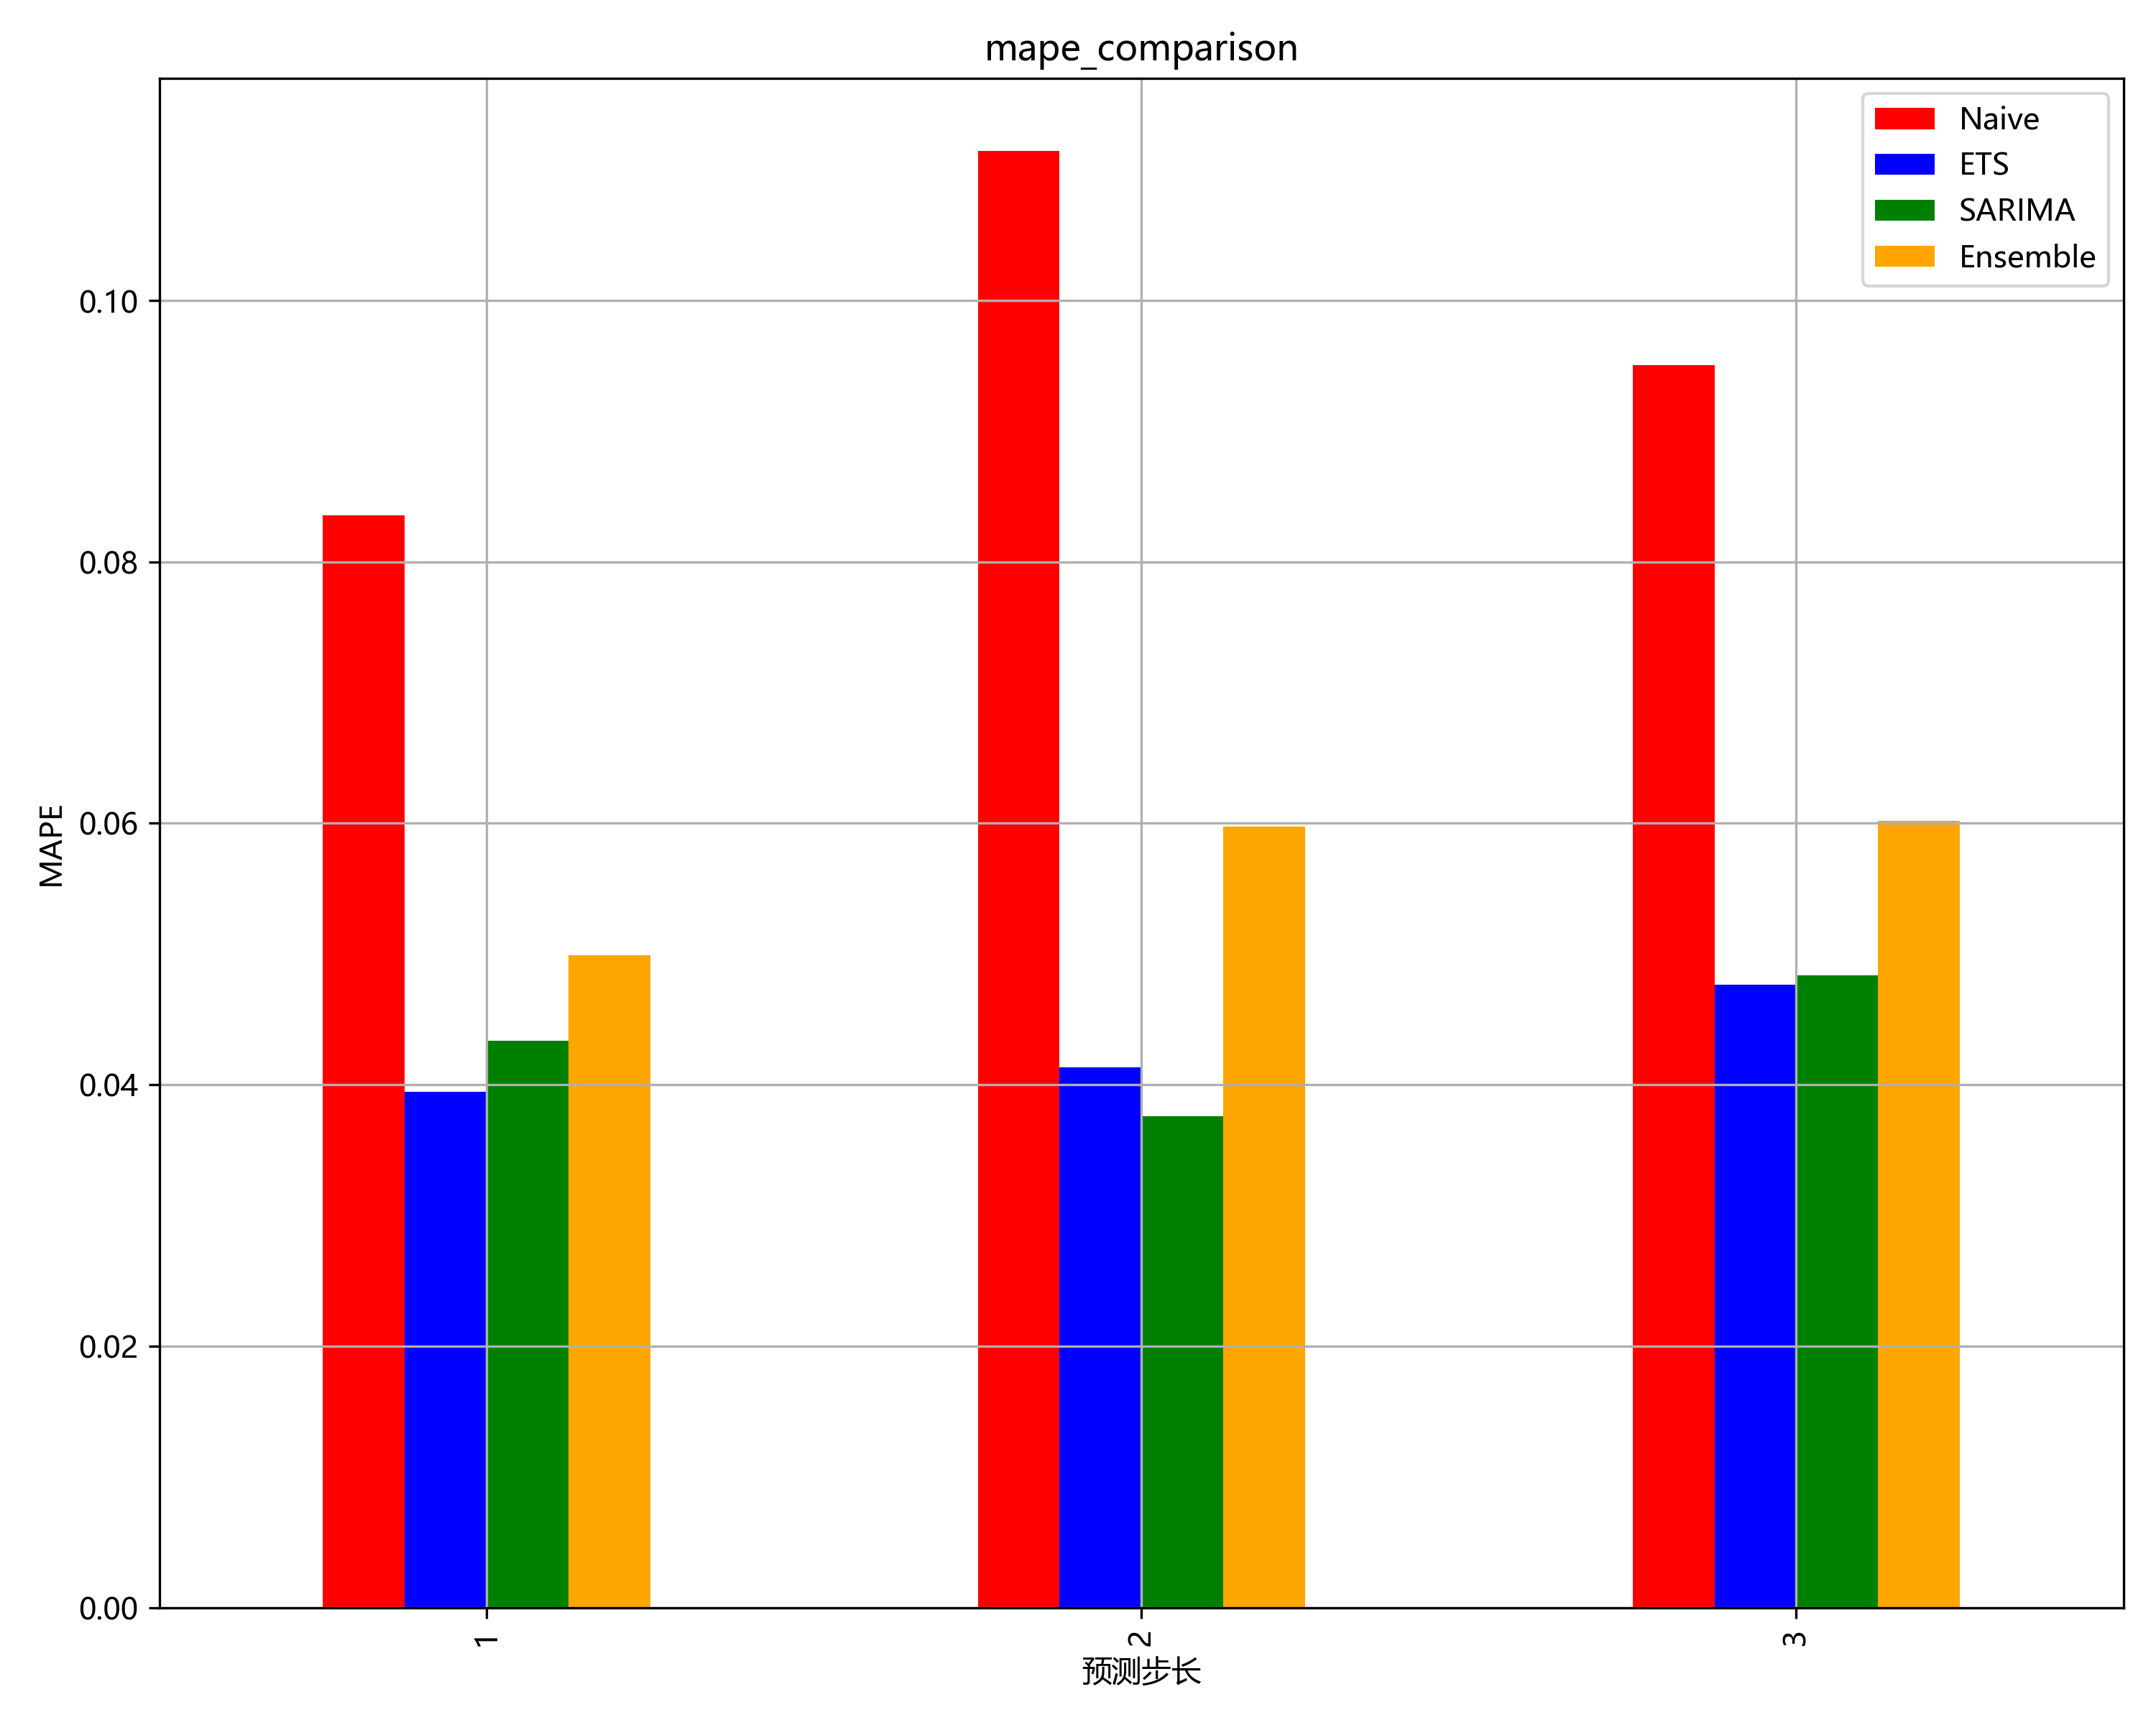 mape_comparison
Naive
ETS
SARIMA
Ensemble
MAPE
0.10
0.08
0.06
0.04
0.02
0.00
1
2
3
预测步长